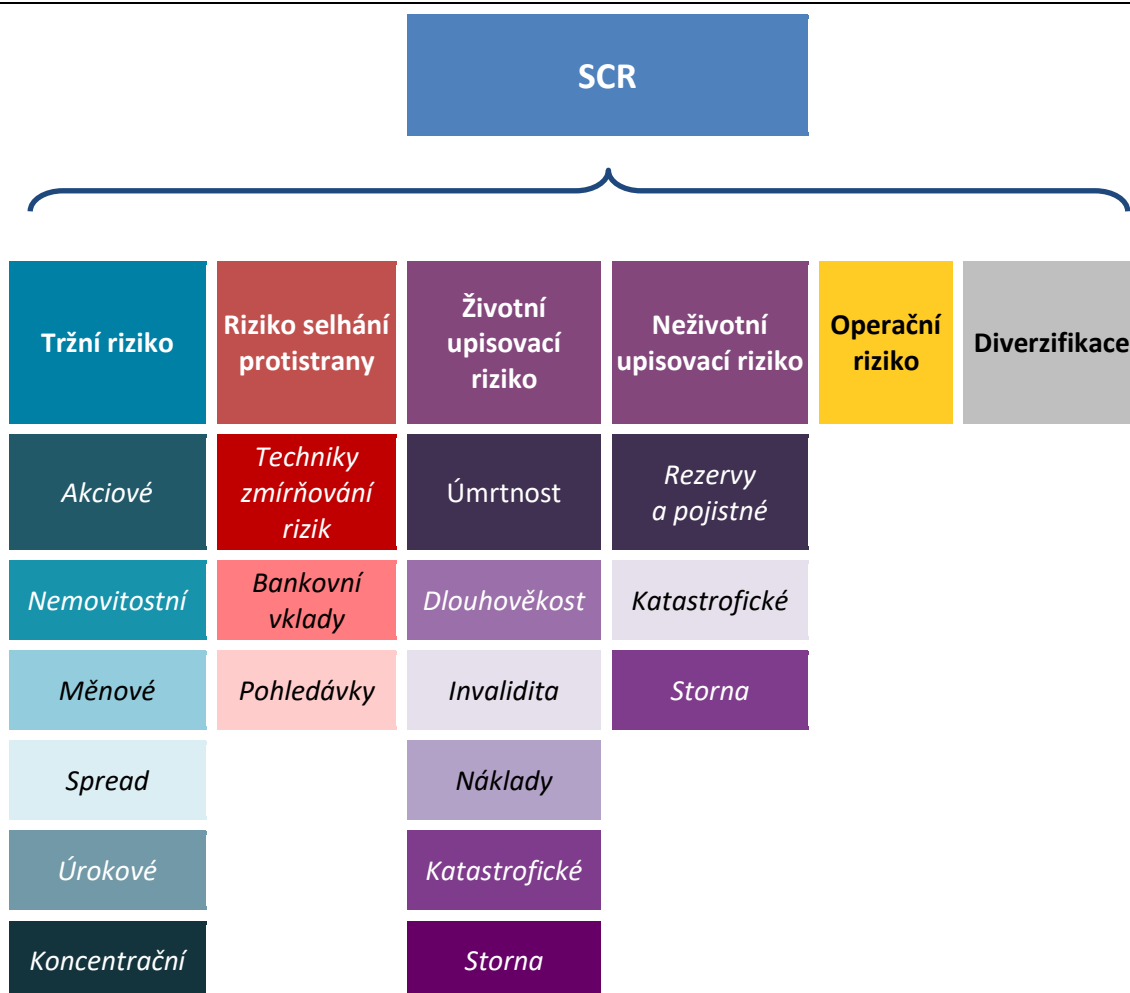 SCR
Tržní riziko
Riziko selhání
protistrany
Životní
upisovací
riziko
Neživotní
upisovací riziko
Operační
riziko
Diverzifikace
Akciové
Techniky
zmírňování
rizik
Úmrtnost
Rezervy
a pojistné
Nemovitostní
Bankovní
vklady
Dlouhověkost
Katastrofické
Měnové
Pohledávky
Invalidita
Storna
Spread
Náklady
Úrokové
Katastrofické
Koncentrační
Storna